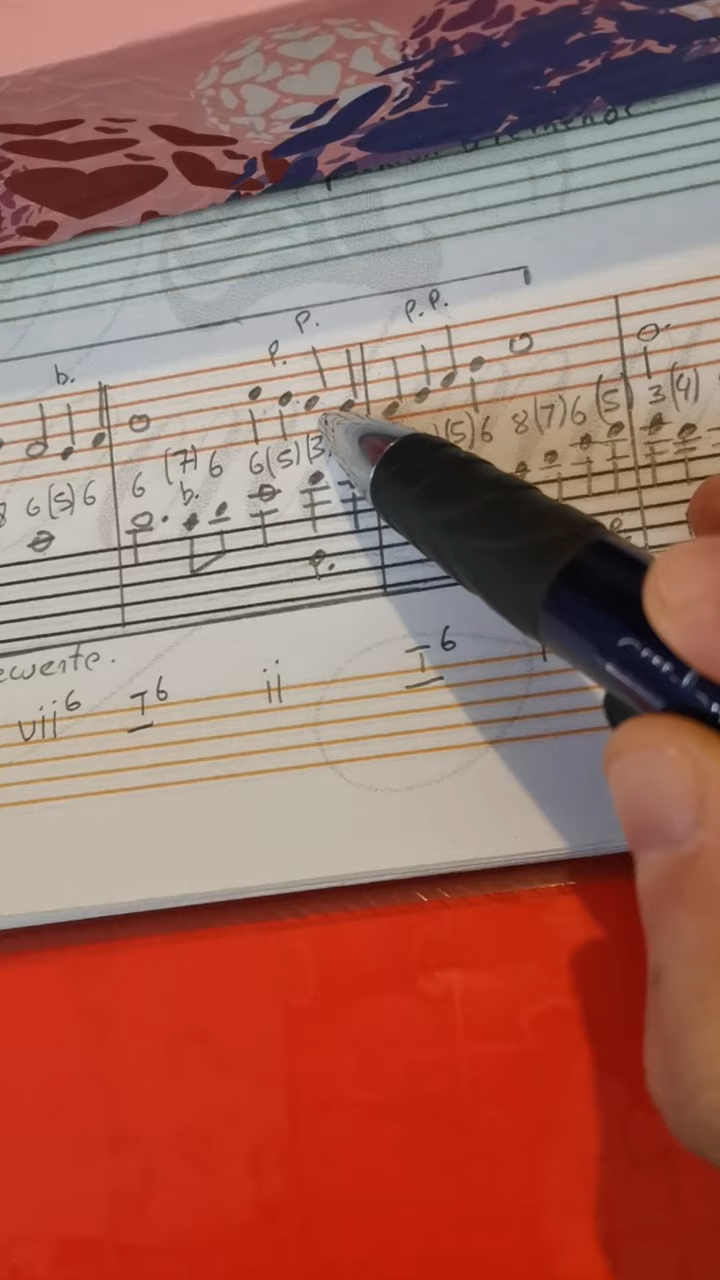 p. p.p.
b. p.
8 6(5)6 6 (7) 6 6(5)(3 (5)6 8(7)6 (5) 3(4)
b.
p. p.
vii6 I6 ii I6